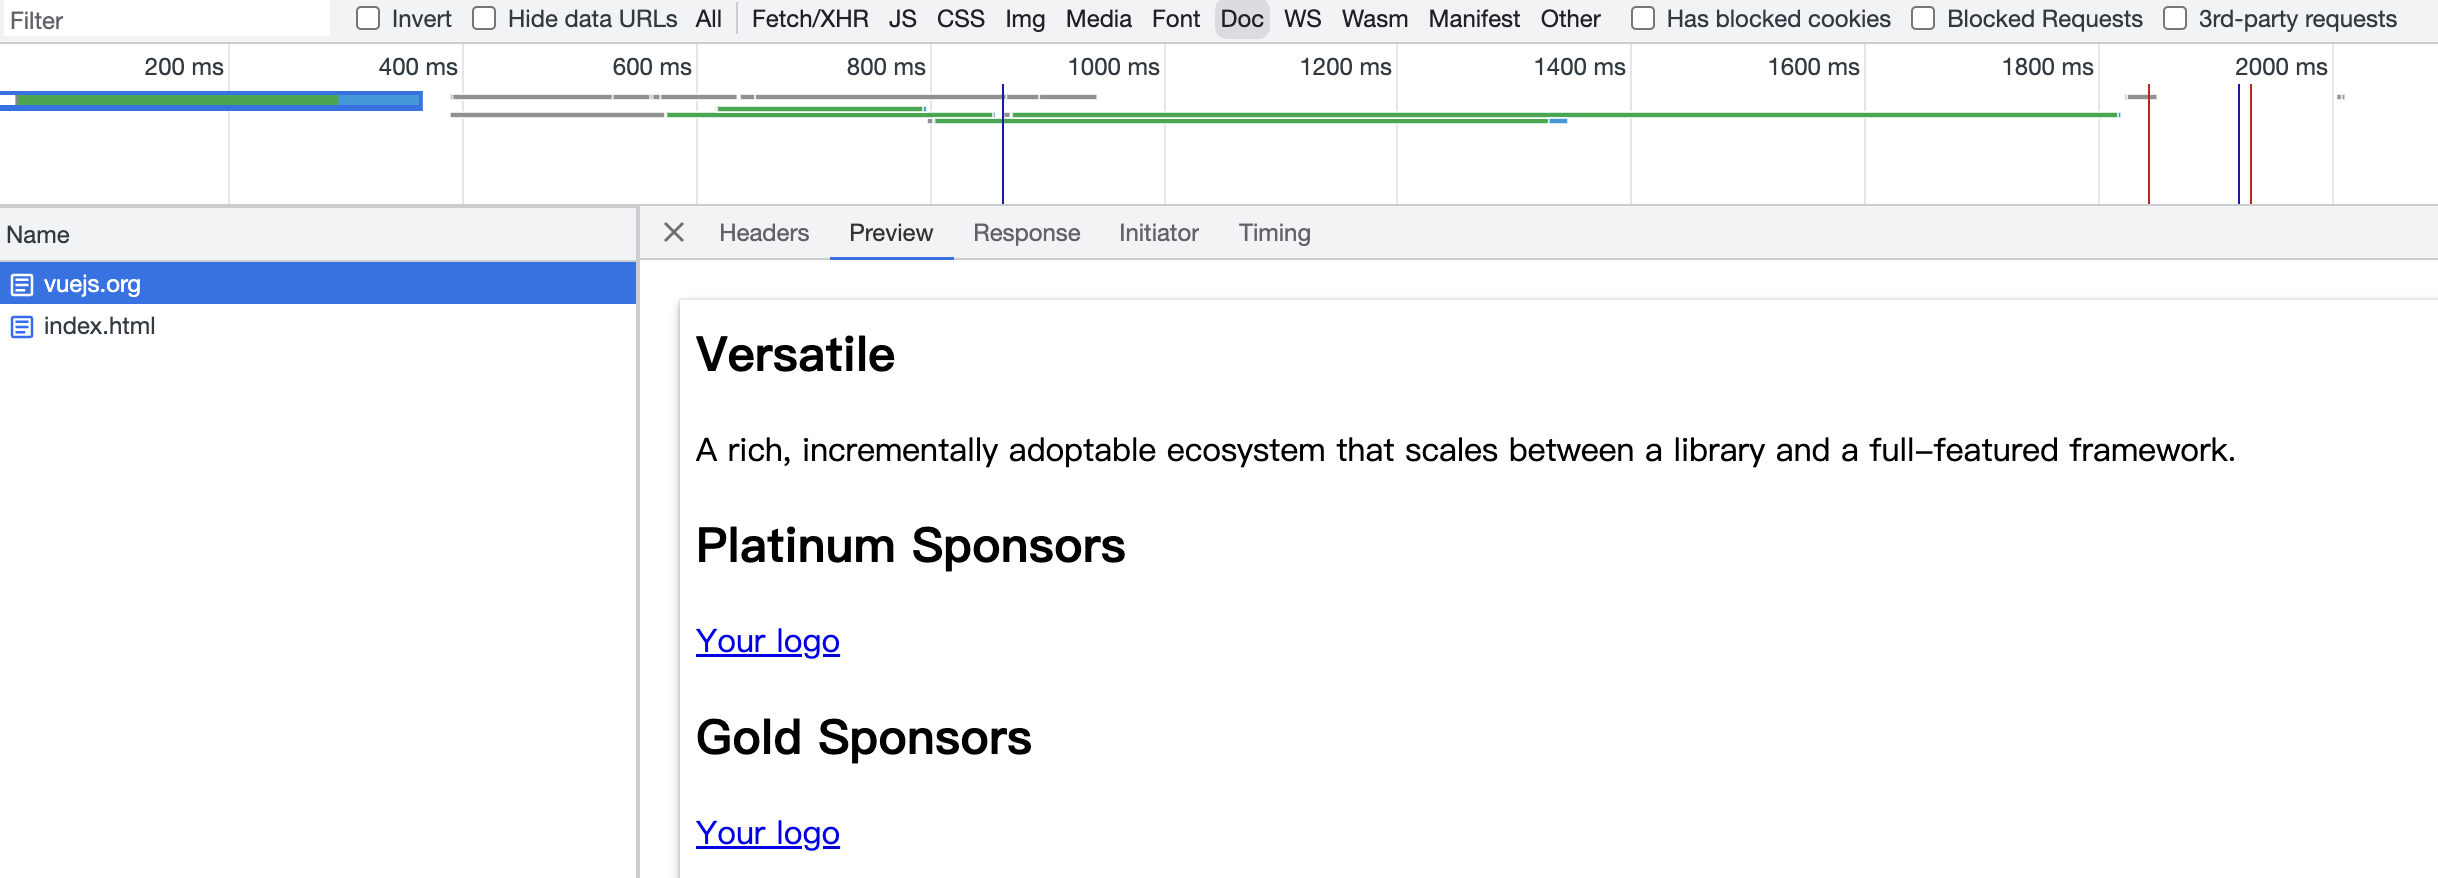 Filter Invert Hide data URLs All Fetch/XHR JS CSS Img Media Font Doc WS Wasm Manifest Other Has blocked cookies Blocked Requests 3rd-party requests
200 ms 400 ms 600 ms 800 ms 1000 ms 1200 ms 1400 ms 1600 ms 1800 ms 2000 ms
Name
vuejs.org
index.html
Headers Preview Response Initiator Timing
Versatile
A rich, incrementally adoptable ecosystem that scales between a library and a full-featured framework.
Platinum Sponsors
Your logo
Gold Sponsors
Your logo